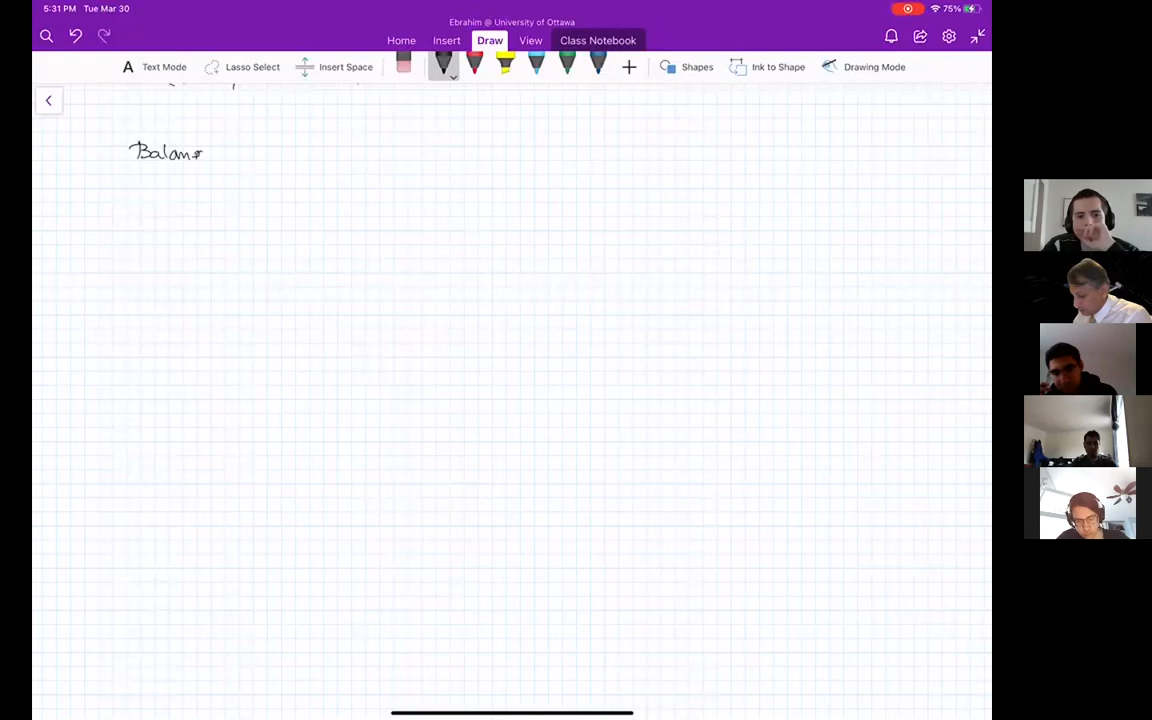 5:31 PM Tue Mar 30
75%
Ebrahim @ University of Ottawa
Home Insert Draw View Class Notebook
A Text Mode Lasso Select Insert Space Shapes Ink to Shape Drawing Mode